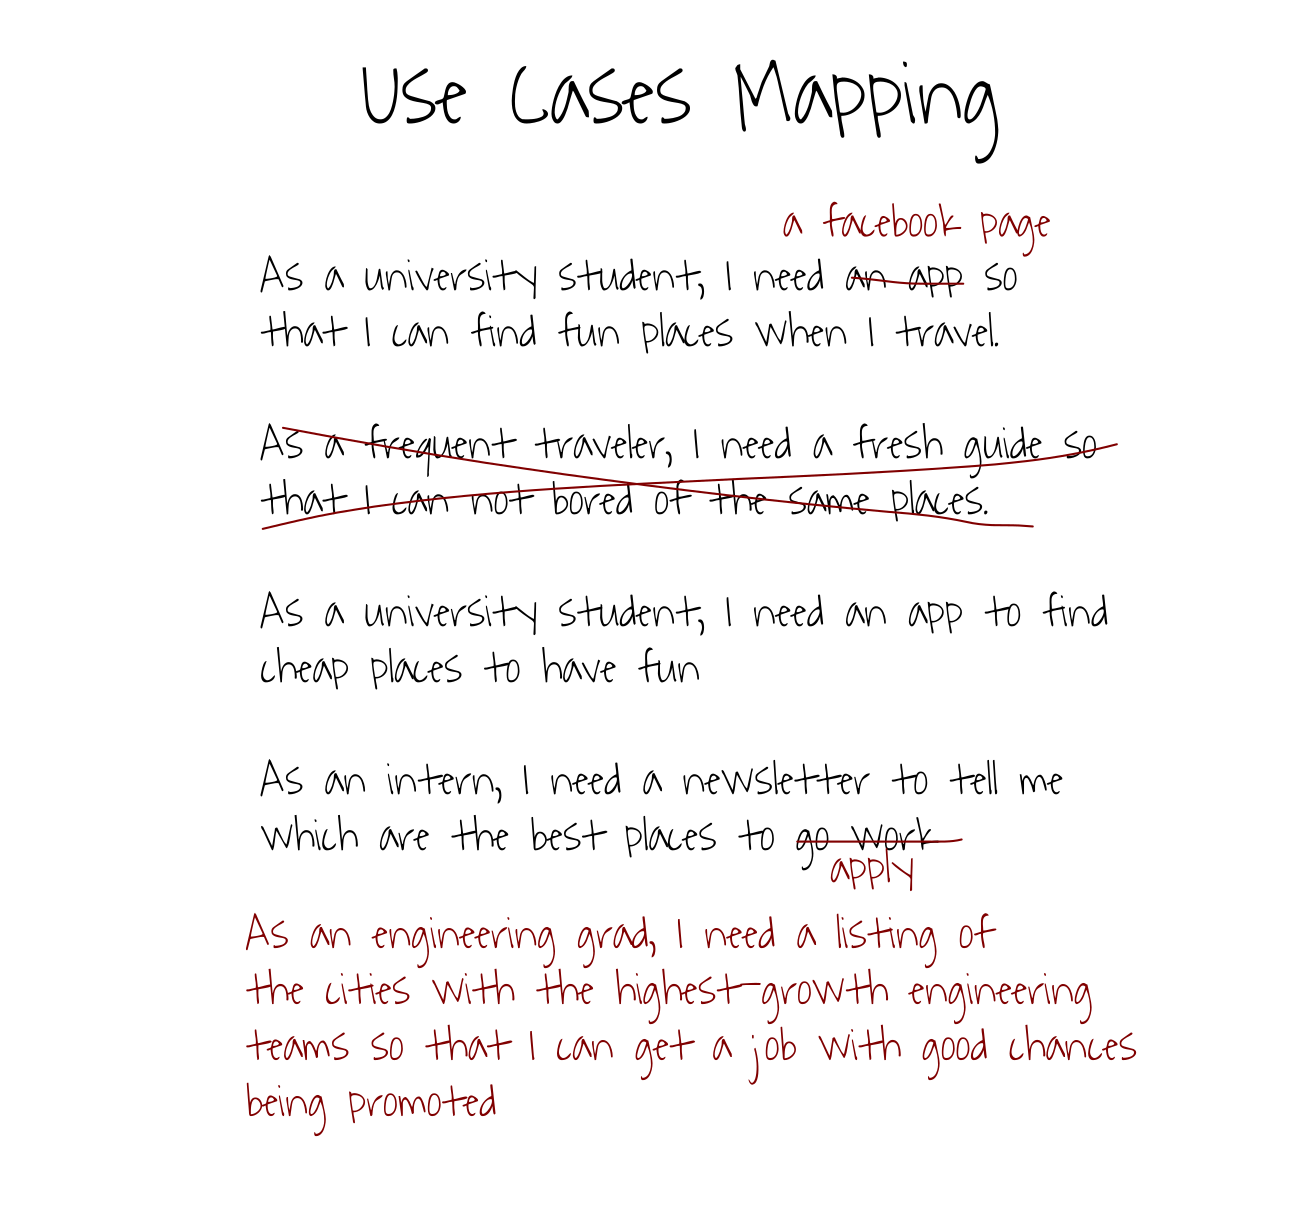 Use Cases Mapping
a facebook page
As a university student, I need an app so
that I can find fun places when I travel.
As a frequent traveler, I need a fresh guide so
that I can not bored of the same places.
As a university student, I need an app to find
cheap places to have fun
As an intern, I need a newsletter to tell me
which are the best places to go work
apply
As an engineering grad, I need a listing of
the cities with the highest-growth engineering
teams so that I can get a job with good chances
being promoted